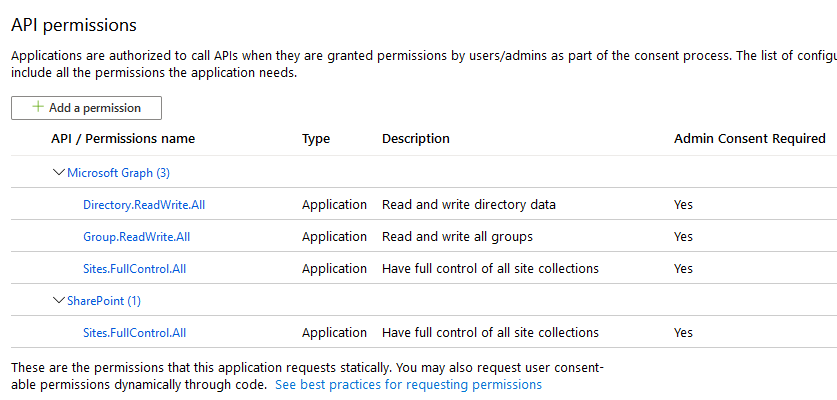 API permissions
Applications are authorized to call APIs when they are granted permissions by users/admins as part of the consent process. The list of configu
include all the permissions the application needs.
+ Add a permission
API / Permissions name Type Description Admin Consent Required
Microsoft Graph (3)
Directory.ReadWrite.All Application Read and write directory data Yes
Group.ReadWrite.All Application Read and write all groups Yes
Sites.FullControl.All Application Have full control of all site collections Yes
SharePoint (1)
Sites.FullControl.All Application Have full control of all site collections Yes
These are the permissions that this application requests statically. You may also request user consent-
able permissions dynamically through code. See best practices for requesting permissions